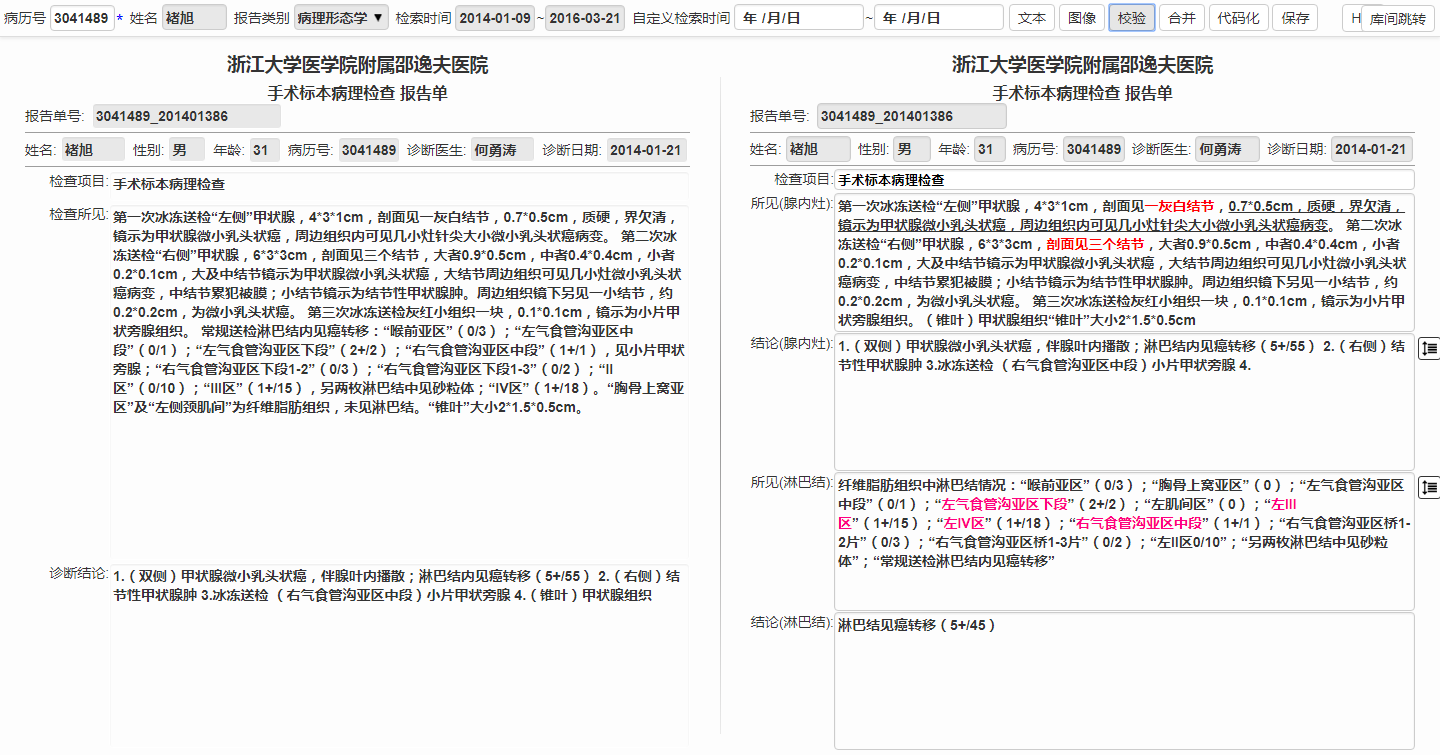 病历号 3041489 * 姓名 褚旭 报告类别 病理形态学 ▼ 检索时间 2014-01-09 ~ 2016-03-21 自定义检索时间 年 /月/日 ~ 年 /月/日 文本 图像 校验 合并 代码化 保存 H 库间跳转
浙江大学医学院附属邵逸夫医院
手术标本病理检查 报告单
报告单号: 3041489_201401386
姓名: 褚旭 性别: 男 年龄: 31 病历号: 3041489 诊断医生: 何勇涛 诊断日期: 2014-01-21
检查项目: 手术标本病理检查
检查所见: 第一次冰冻送检“左侧”甲状腺，4*3*1cm，剖面见一灰白结节，0.7*0.5cm，质硬，界欠清，
镜示为甲状腺微小乳头状癌，周边组织内可见几小灶针尖大小微小乳头状癌病变。 第二次冰
冻送检“右侧”甲状腺，6*3*3cm，剖面见三个结节，大者0.9*0.5cm，中者0.4*0.4cm，小者
0.2*0.1cm，大及中结节镜示为甲状腺微小乳头状癌，大结节周边组织可见几小灶微小乳头状
癌病变，中结节累犯被膜；小结节镜示为结节性甲状腺肿。周边组织镜下另见一小结节，约
0.2*0.2cm，为微小乳头状癌。 第三次冰冻送检灰红小组织一块，0.1*0.1cm，镜示为小片甲
状旁腺组织。 常规送检淋巴结内见癌转移：“喉前亚区”（0/3）；“左气食管沟亚区中
段”（0/1）；“左气食管沟亚区下段”（2+/2）；“右气食管沟亚区中段”（1+/1），见小片甲状
旁腺；“右气食管沟亚区下段1-2”（0/3）；“右气食管沟亚区下段1-3”（0/2）；“II
区”（0/10）；“III区”（1+/15），另两枚淋巴结中见砂粒体；“IV区”（1+/18）。“胸骨上窝亚
区”及“左侧颈肌间”为纤维脂肪组织，未见淋巴结。“锥叶”大小2*1.5*0.5cm。
诊断结论: 1.（双侧）甲状腺微小乳头状癌，伴腺叶内播散；淋巴结内见癌转移（5+/55） 2.（右侧）结
节性甲状腺肿 3.冰冻送检 （右气食管沟亚区中段）小片甲状旁腺 4.（锥叶）甲状腺组织
浙江大学医学院附属邵逸夫医院
手术标本病理检查 报告单
报告单号: 3041489_201401386
姓名: 褚旭 性别: 男 年龄: 31 病历号: 3041489 诊断医生: 何勇涛 诊断日期: 2014-01-21
检查项目: 手术标本病理检查
所见(腺内灶): 第一次冰冻送检“左侧”甲状腺，4*3*1cm，剖面见一灰白结节，0.7*0.5cm，质硬，界欠清，
镜示为甲状腺微小乳头状癌，周边组织内可见几小灶针尖大小微小乳头状癌病变。 第二次冰
冻送检“右侧”甲状腺，6*3*3cm，剖面见三个结节，大者0.9*0.5cm，中者0.4*0.4cm，小者
0.2*0.1cm，大及中结节镜示为甲状腺微小乳头状癌，大结节周边组织可见几小灶微小乳头状
癌病变，中结节累犯被膜；小结节镜示为结节性甲状腺肿。周边组织镜下另见一小结节，约
0.2*0.2cm，为微小乳头状癌。 第三次冰冻送检灰红小组织一块，0.1*0.1cm，镜示为小片甲
状旁腺组织。（锥叶）甲状腺组织“锥叶”大小2*1.5*0.5cm
结论(腺内灶): 1.（双侧）甲状腺微小乳头状癌，伴腺叶内播散；淋巴结内见癌转移（5+/55） 2.（右侧）结
节性甲状腺肿 3.冰冻送检 （右气食管沟亚区中段）小片甲状旁腺 4.
所见(淋巴结): 纤维脂肪组织中淋巴结情况：“喉前亚区”（0/3）；“胸骨上窝亚区”（0）；“左气食管沟亚区
中段”（0/1）；“左气食管沟亚区下段”（2+/2）；“左肌间区”（0）；“左III
区”（1+/15）；“左IV区”（1+/18）；“右气食管沟亚区中段”（1+/1）；“右气食管沟亚区桥1-
2片”（0/3）；“右气食管沟亚区桥1-3片”（0/2）；“左II区0/10”；“另两枚淋巴结中见砂粒
体”；“常规送检淋巴结内见癌转移”
结论(淋巴结): 淋巴结见癌转移（5+/45）